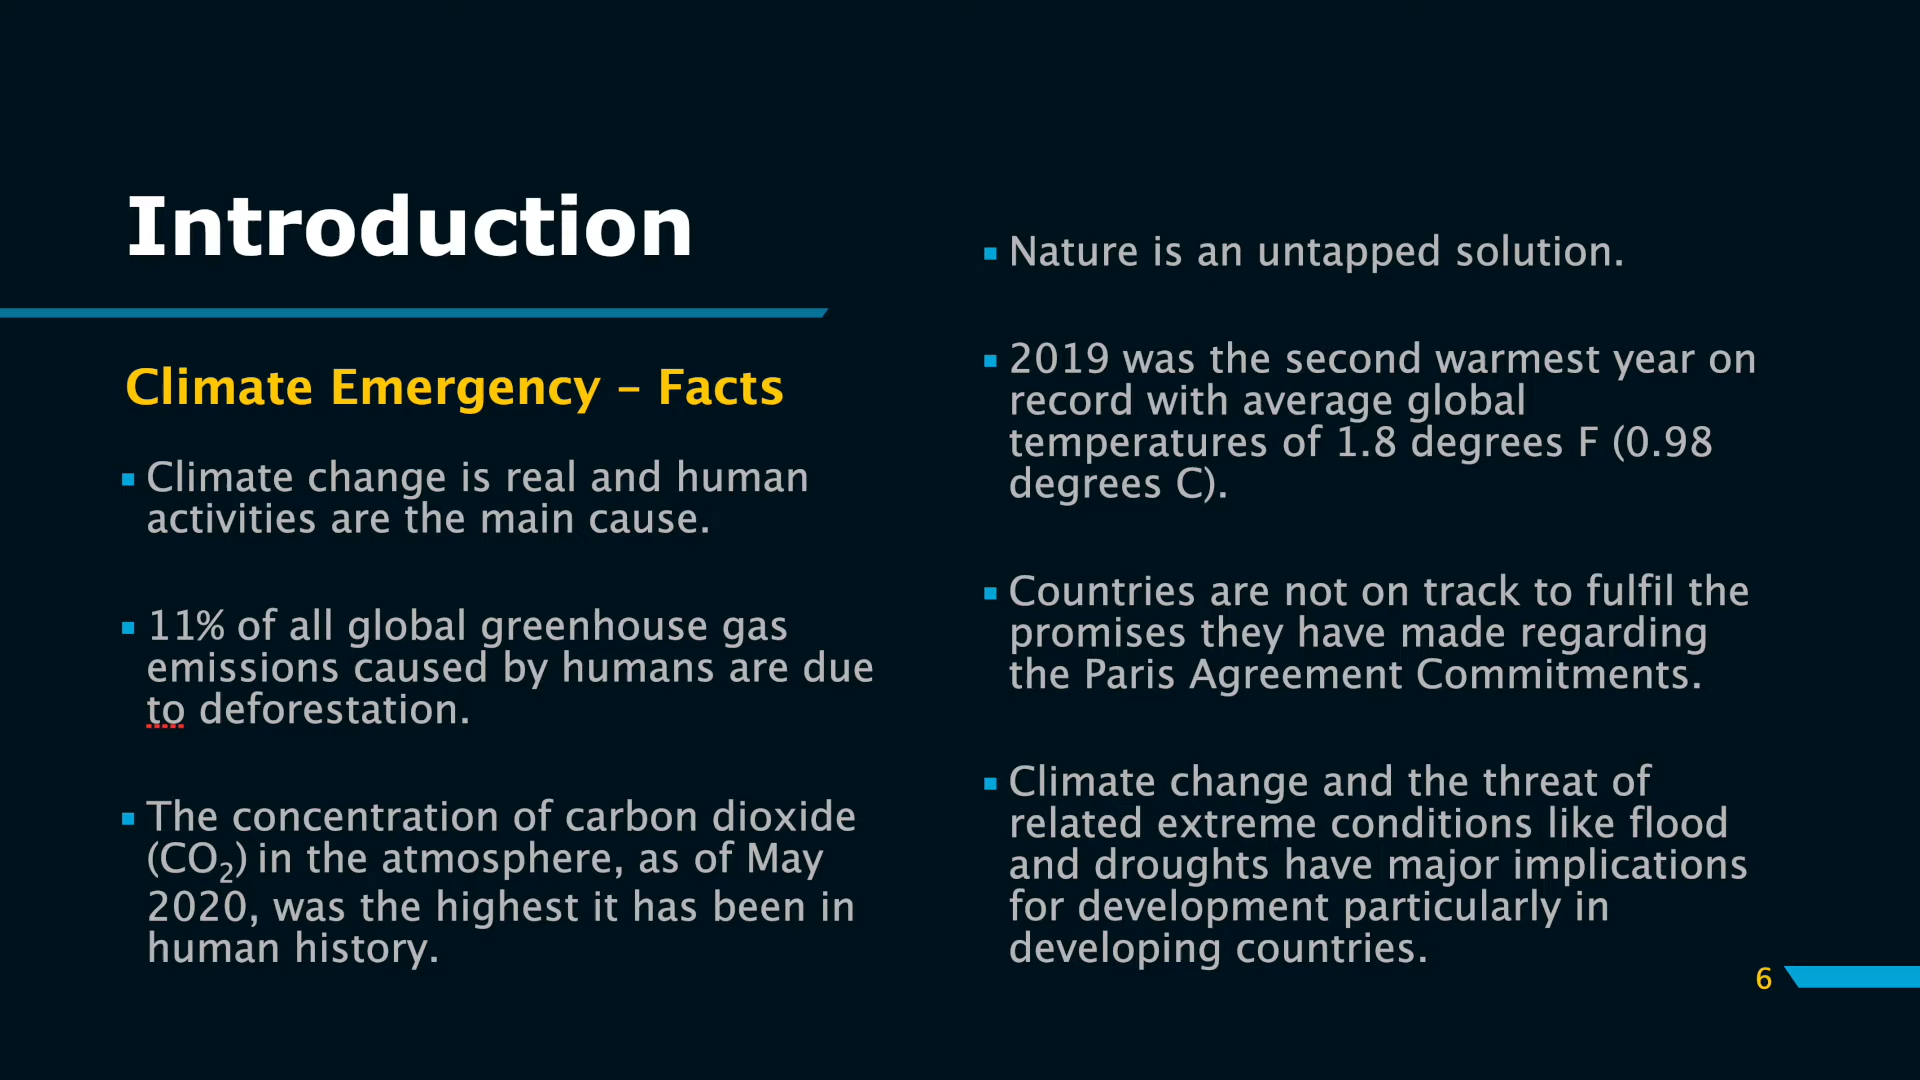 Introduction
Climate Emergency – Facts
▪ Climate change is real and human
activities are the main cause.
▪ 11% of all global greenhouse gas
emissions caused by humans are due
to deforestation.
▪ The concentration of carbon dioxide
(CO₂) in the atmosphere, as of May
2020, was the highest it has been in
human history.
▪ Nature is an untapped solution.
▪ 2019 was the second warmest year on
record with average global
temperatures of 1.8 degrees F (0.98
degrees C).
▪ Countries are not on track to fulfil the
promises they have made regarding
the Paris Agreement Commitments.
▪ Climate change and the threat of
related extreme conditions like flood
and droughts have major implications
for development particularly in
developing countries.
6